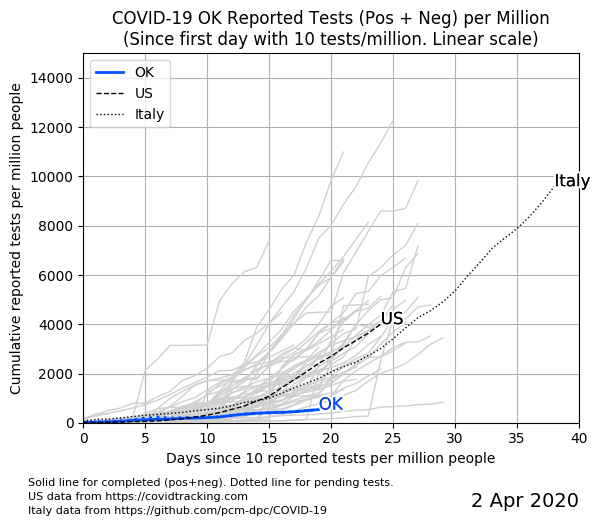 COVID-19 OK Reported Tests (Pos + Neg) per Million
(Since first day with 10 tests/million. Linear scale)
OK
US
Italy
14000
12000
10000
8000
6000
4000
2000
0
Cumulative reported tests per million people
Italy
US
OK
0 5 10 15 20 25 30 35 40
Days since 10 reported tests per million people
Solid line for completed (pos+neg). Dotted line for pending tests.
US data from https://covidtracking.com
Italy data from https://github.com/pcm-dpc/COVID-19
2 Apr 2020